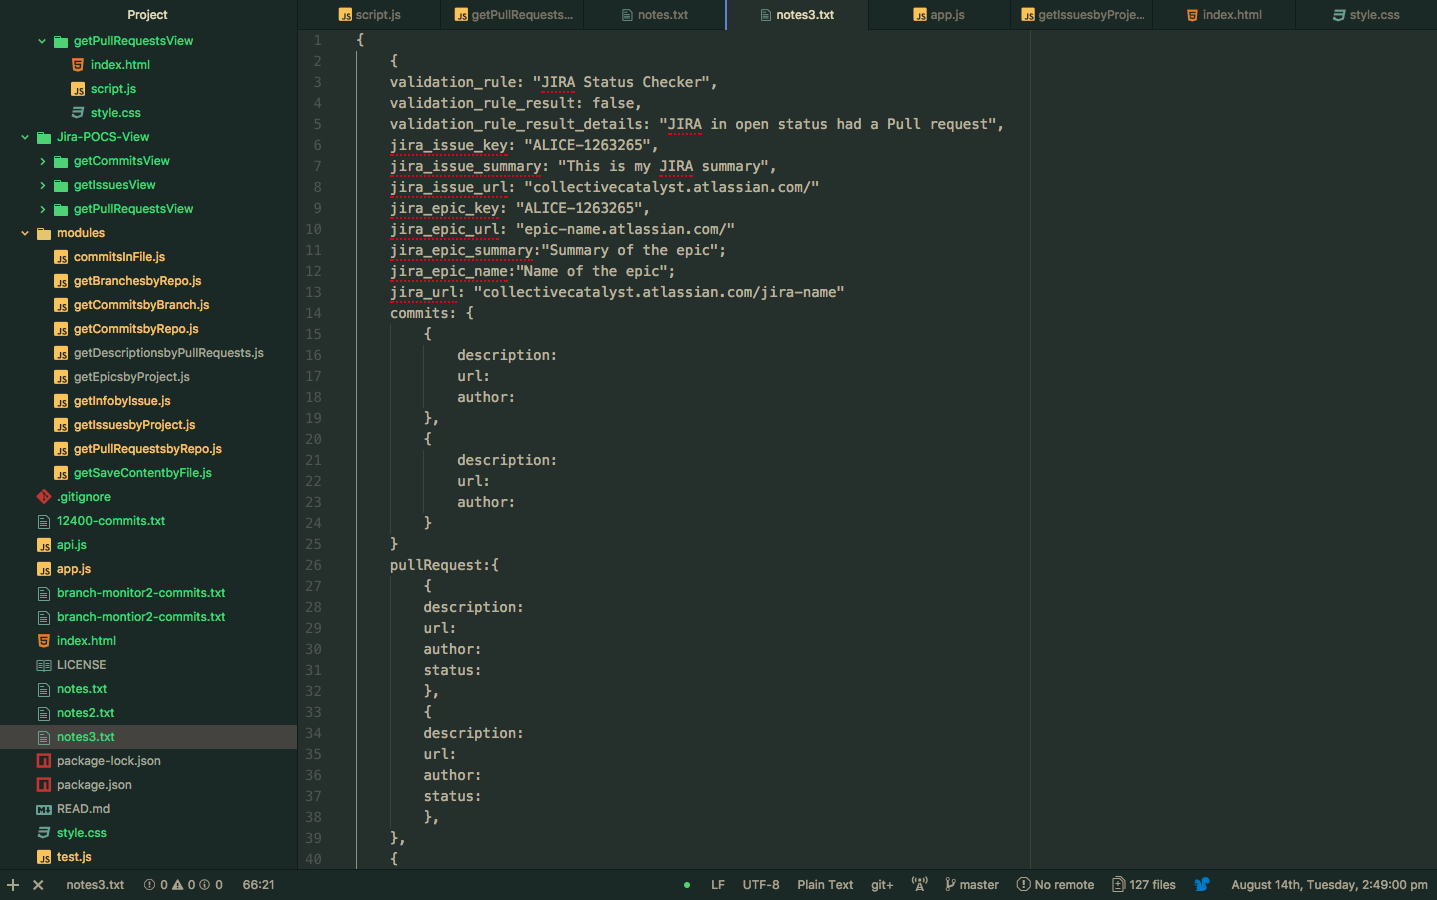 Project
getPullRequestsView
index.html
script.js
style.css
Jira-POCS-View
getCommitsView
getIssuesView
getPullRequestsView
modules
commitsInFile.js
getBranchesbyRepo.js
getCommitsbyBranch.js
getCommitsbyRepo.js
getDescriptionsbyPullRequests.js
getEpicsbyProject.js
getInfobyIssue.js
getIssuesbyProject.js
getPullRequestsbyRepo.js
getSaveContentbyFile.js
.gitignore
12400-commits.txt
api.js
app.js
branch-monitor2-commits.txt
branch-montior2-commits.txt
index.html
LICENSE
notes.txt
notes2.txt
notes3.txt
package-lock.json
package.json
READ.md
style.css
test.js
script.js getPullRequests... notes.txt notes3.txt app.js getIssuesbyProje... index.html style.css
1 {
2 {
3 validation_rule: "JIRA Status Checker",
4 validation_rule_result: false,
5 validation_rule_result_details: "JIRA in open status had a Pull request",
6 jira_issue_key: "ALICE-1263265",
7 jira_issue_summary: "This is my JIRA summary",
8 jira_issue_url: "collectivecatalyst.atlassian.com/"
9 jira_epic_key: "ALICE-1263265",
10 jira_epic_url: "epic-name.atlassian.com/"
11 jira_epic_summary:"Summary of the epic";
12 jira_epic_name:"Name of the epic";
13 jira_url: "collectivecatalyst.atlassian.com/jira-name"
14 commits: {
15 {
16 description:
17 url:
18 author:
19 },
20 {
21 description:
22 url:
23 author:
24 }
25 }
26 pullRequest:{
27 {
28 description:
29 url:
30 author:
31 status:
32 },
33 {
34 description:
35 url:
36 author:
37 status:
38 },
39 },
40 {
notes3.txt 0 0 0 66:21 LF UTF-8 Plain Text git+ master No remote 127 files August 14th, Tuesday, 2:49:00 pm